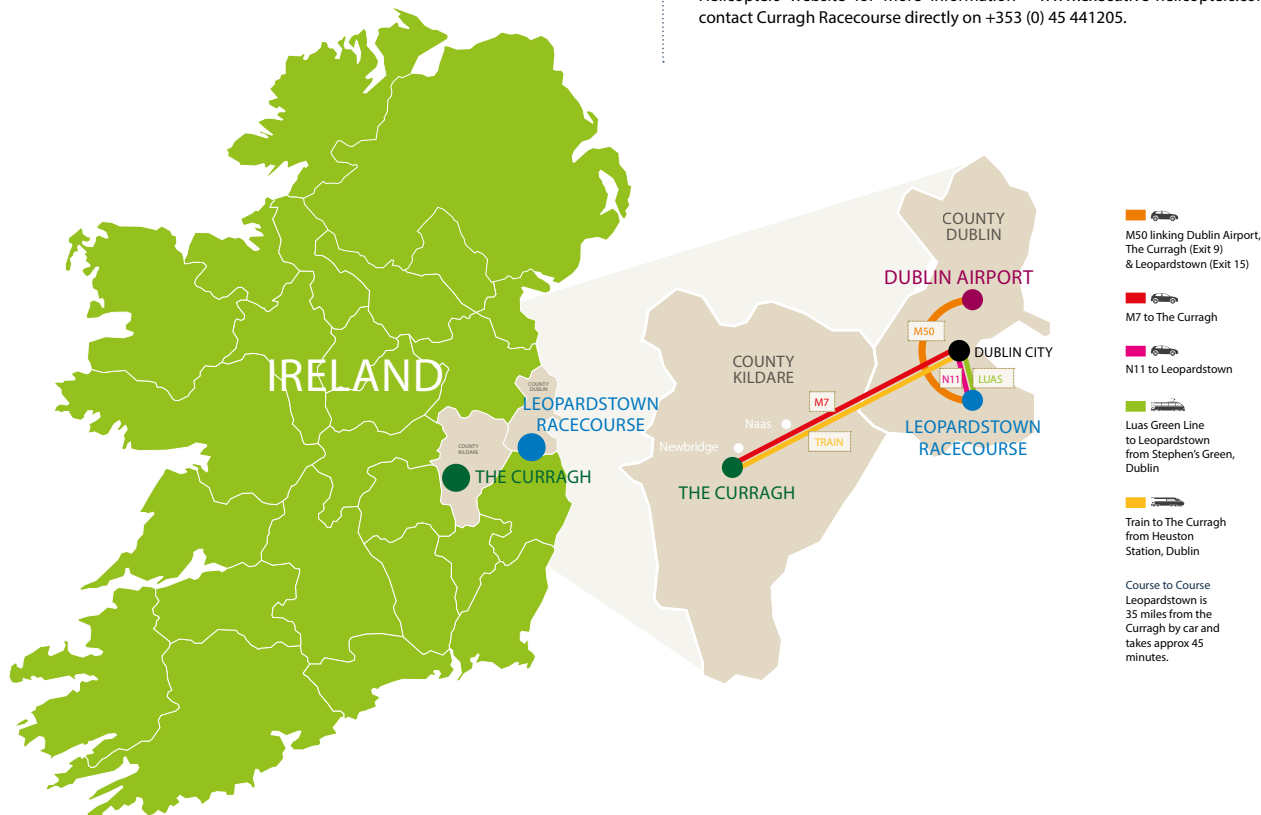 contact Curragh Racecourse directly on +353 (0) 45 441205.
IRELAND
COUNTY
DUBLIN
LEOPARDSTOWN
RACECOURSE
COUNTY
KILDARE
THE CURRAGH
COUNTY
DUBLIN
DUBLIN AIRPORT
M50
DUBLIN CITY
COUNTY
KILDARE
N11
LUAS
M7
LEOPARDSTOWN
RACECOURSE
Naas
TRAIN
Newbridge
THE CURRAGH
M50 linking Dublin Airport,
The Curragh (Exit 9)
& Leopardstown (Exit 15)
M7 to The Curragh
N11 to Leopardstown
Luas Green Line
to Leopardstown
from Stephen's Green,
Dublin
Train to The Curragh
from Heuston
Station, Dublin
Course to Course
Leopardstown is
35 miles from the
Curragh by car and
takes approx 45
minutes.